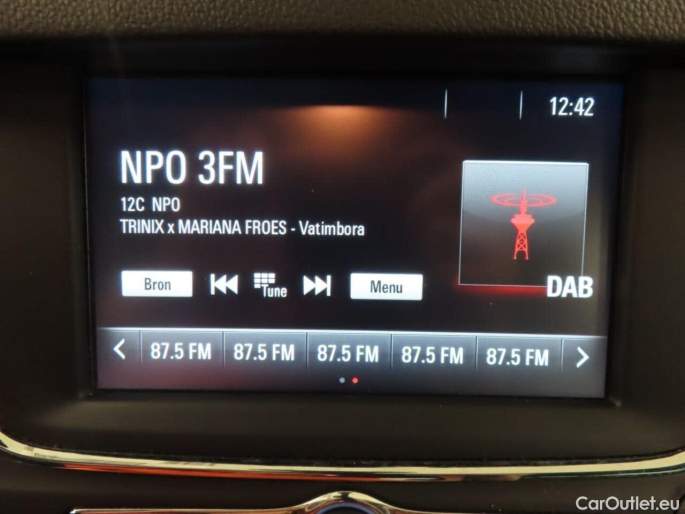 12:42
NPO 3FM
12C NPO
TRINIX x MARIANA FROES - Vatimbora
DAB
Bron Tune Menu
87.5 FM 87.5 FM 87.5 FM 87.5 FM 87.5 FM
CarOutlet.eu